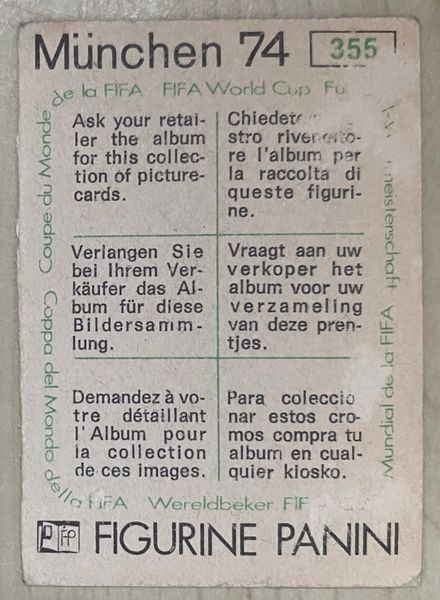 München 74 355
de la FIFA FIFA World Cup
Coupe du Monde
Coppa del Mondo
della FIFA
Wereldbeker
Mundial de la FIFA
Ask your retai-
ler the album
for this collec-
tion of picture-
cards.
Chiedete
stro rivendito-
re l'album per
la raccolta di
queste figuri-
ne.
Verlangen Sie
bei Ihrem Ver-
käufer das Al-
bum für diese
Bildersamm-
lung.
Vraagt aan uw
verkoper het
album voor uw
verzameling
van deze pren-
tjes.
Demandez à vo-
tre détaillant
l'Album pour
la collection
de ces images.
Para coleccio
nar estos cro-
mos compra tu
album en cual-
quier kiosko.
FIGURINE PANINI